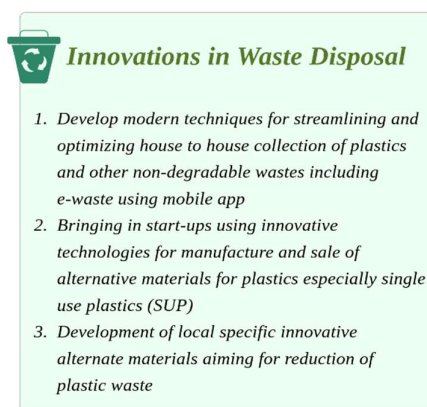 Innovations in Waste Disposal
1. Develop modern techniques for streamlining and
optimizing house to house collection of plastics
and other non-degradable wastes including
e-waste using mobile app
2. Bringing in start-ups using innovative
technologies for manufacture and sale of
alternative materials for plastics especially single
use plastics (SUP)
3. Development of local specific innovative
alternate materials aiming for reduction of
plastic waste